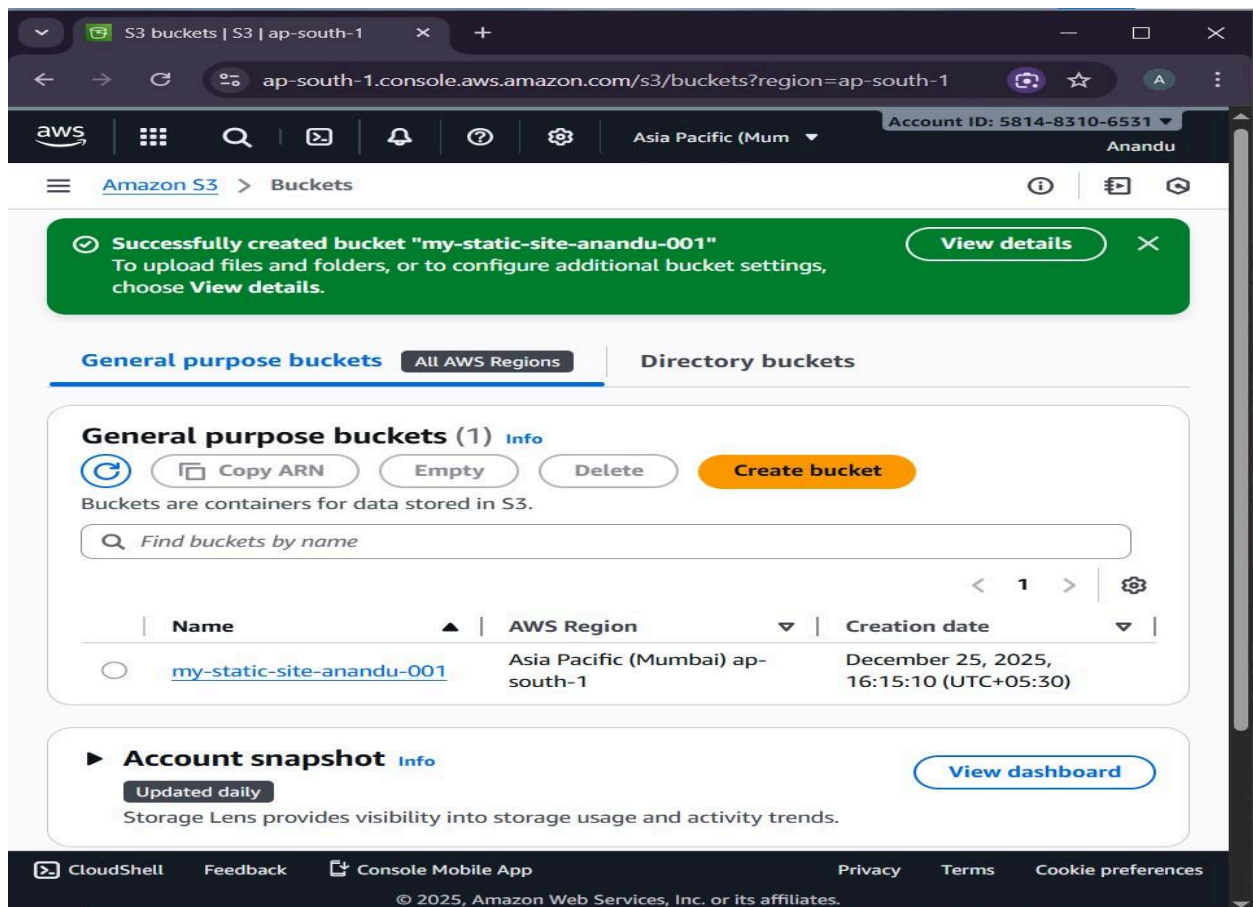 S3 buckets | S3 | ap-south-1
ap-south-1.console.aws.amazon.com/s3/buckets?region=ap-south-1
A
aws
Asia Pacific (Mum
Account ID: 5814-8310-6531
Anandu
Amazon S3 > Buckets
Successfully created bucket "my-static-site-anandu-001"
To upload files and folders, or to configure additional bucket settings,
choose View details.
View details
General purpose buckets All AWS Regions Directory buckets
General purpose buckets (1) Info
Copy ARN Empty Delete Create bucket
Buckets are containers for data stored in S3.
Find buckets by name
< 1 >
Name AWS Region Creation date
my-static-site-anandu-001 Asia Pacific (Mumbai) ap- December 25, 2025,
south-1 16:15:10 (UTC+05:30)
Account snapshot Info
View dashboard
Updated daily
Storage Lens provides visibility into storage usage and activity trends.
CloudShell Feedback Console Mobile App Privacy Terms Cookie preferences
© 2025, Amazon Web Services, Inc. or its affiliates.